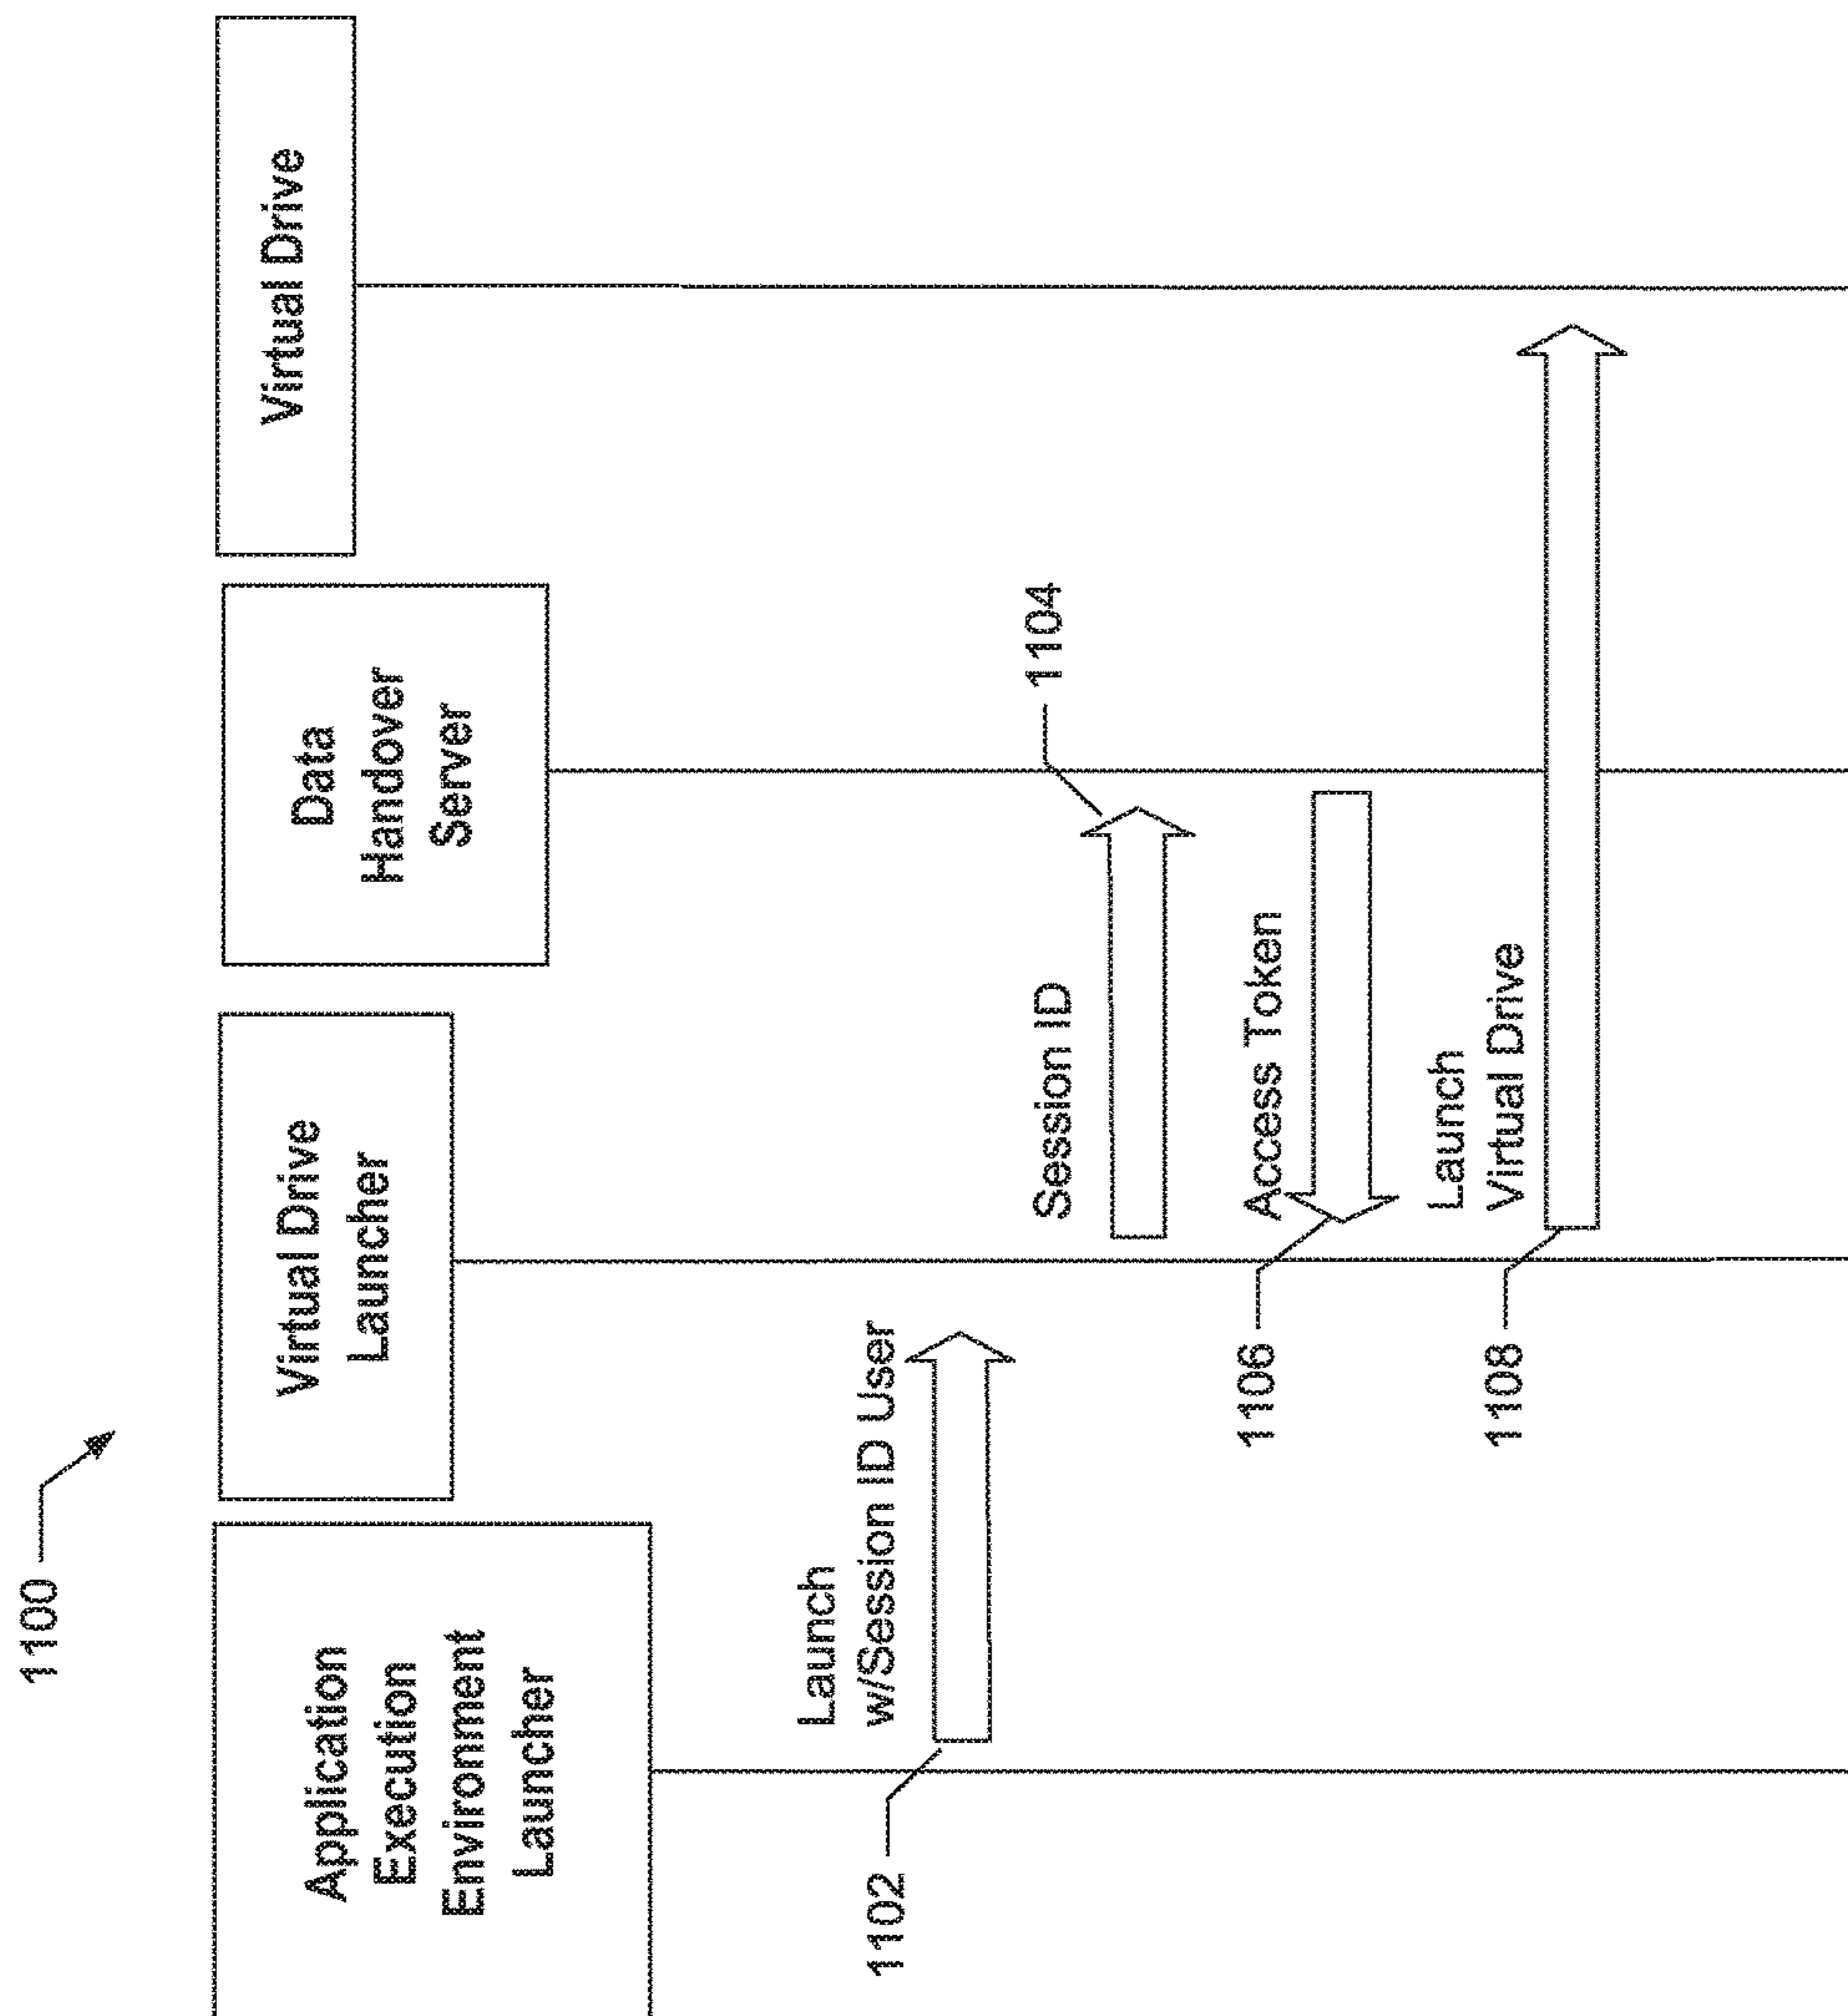 1100
Application
Execution
Environment
Launcher
Virtual Drive
Launcher
Data
Handover
Server
Virtual Drive
Launch
w/Session ID User
1102
Session ID
1104
Access Token
1106
Launch
Virtual Drive
1108